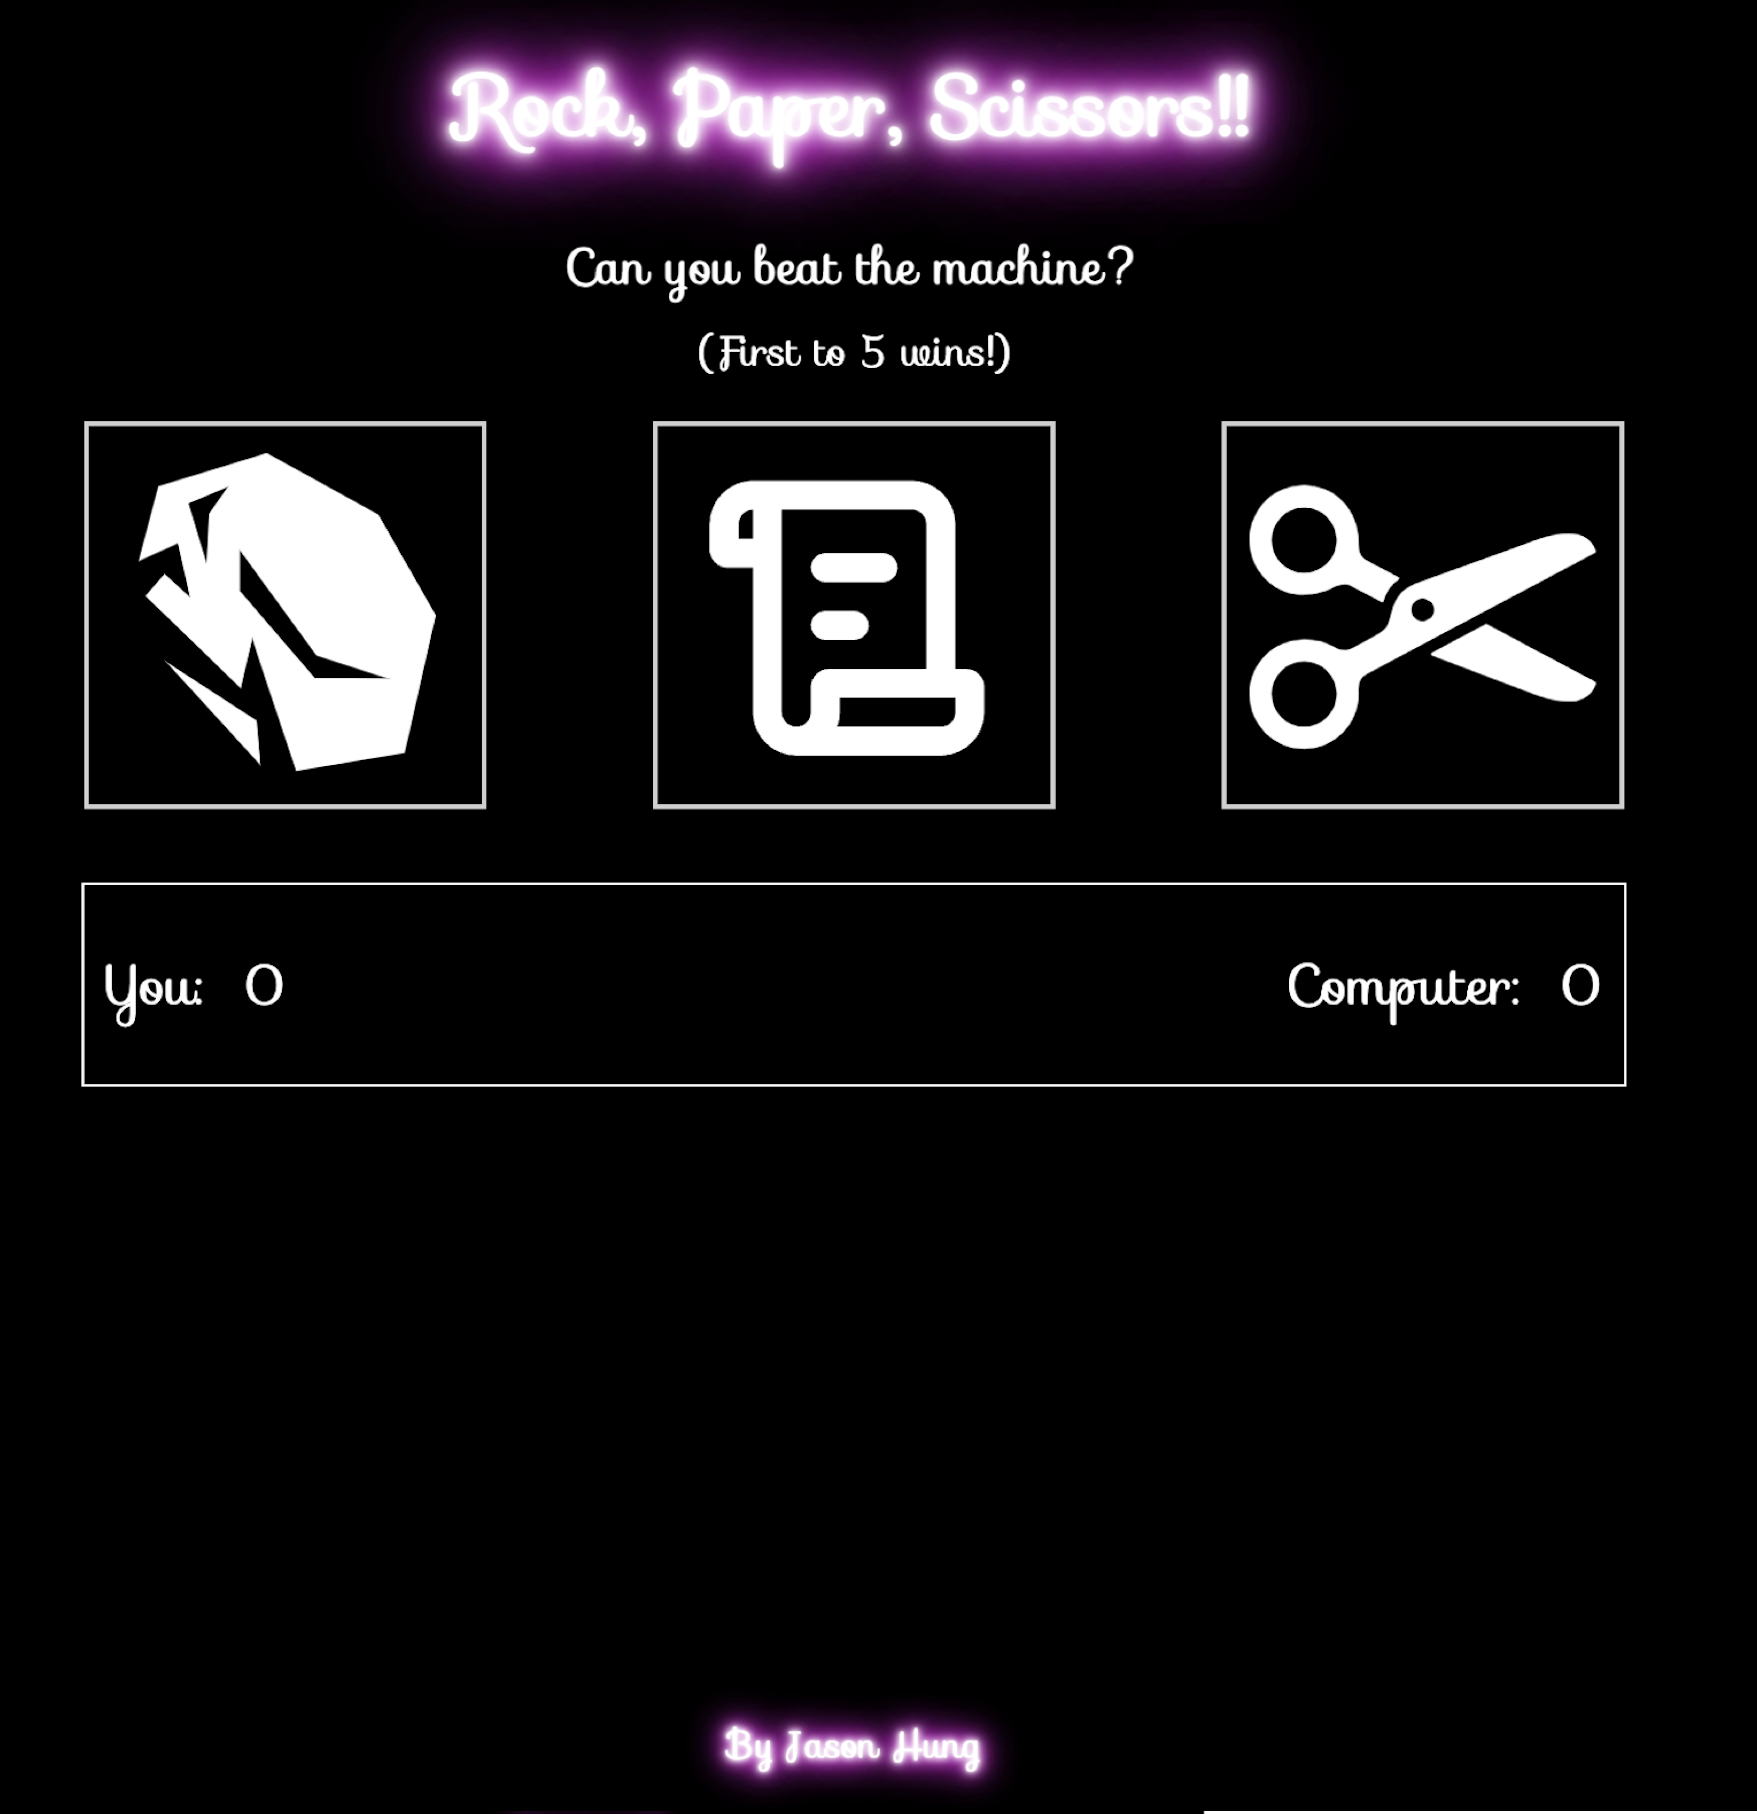 Rock, Paper, Scissors!!
Can you beat the machine?
(First to 5 wins!)
You: 0 Computer: 0
By Jason Hung